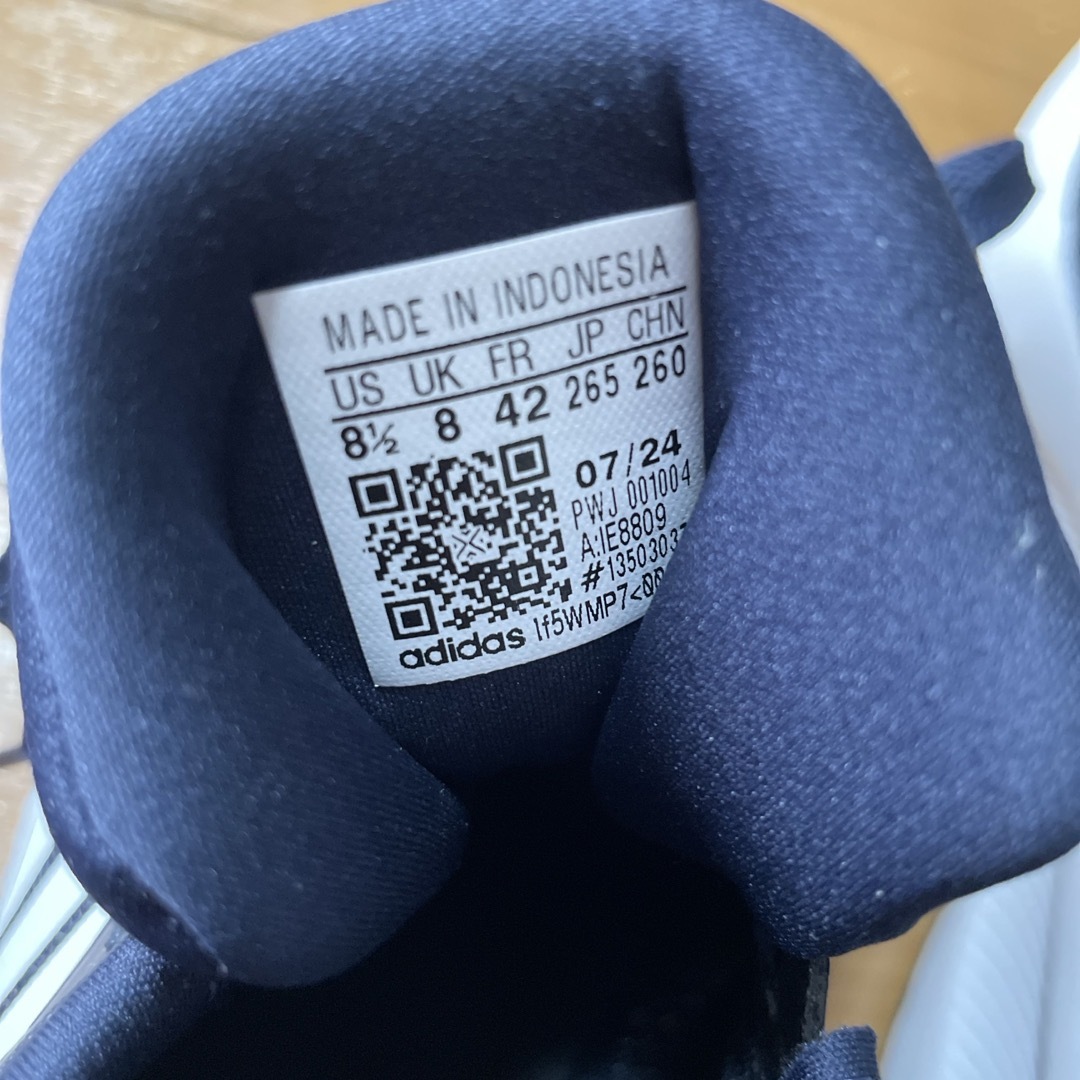 MADE IN INDONESIA
US UK FR JP CHN
8½ 8 42 265 260
07/24
PWJ 001004
A:IE8809
adidas